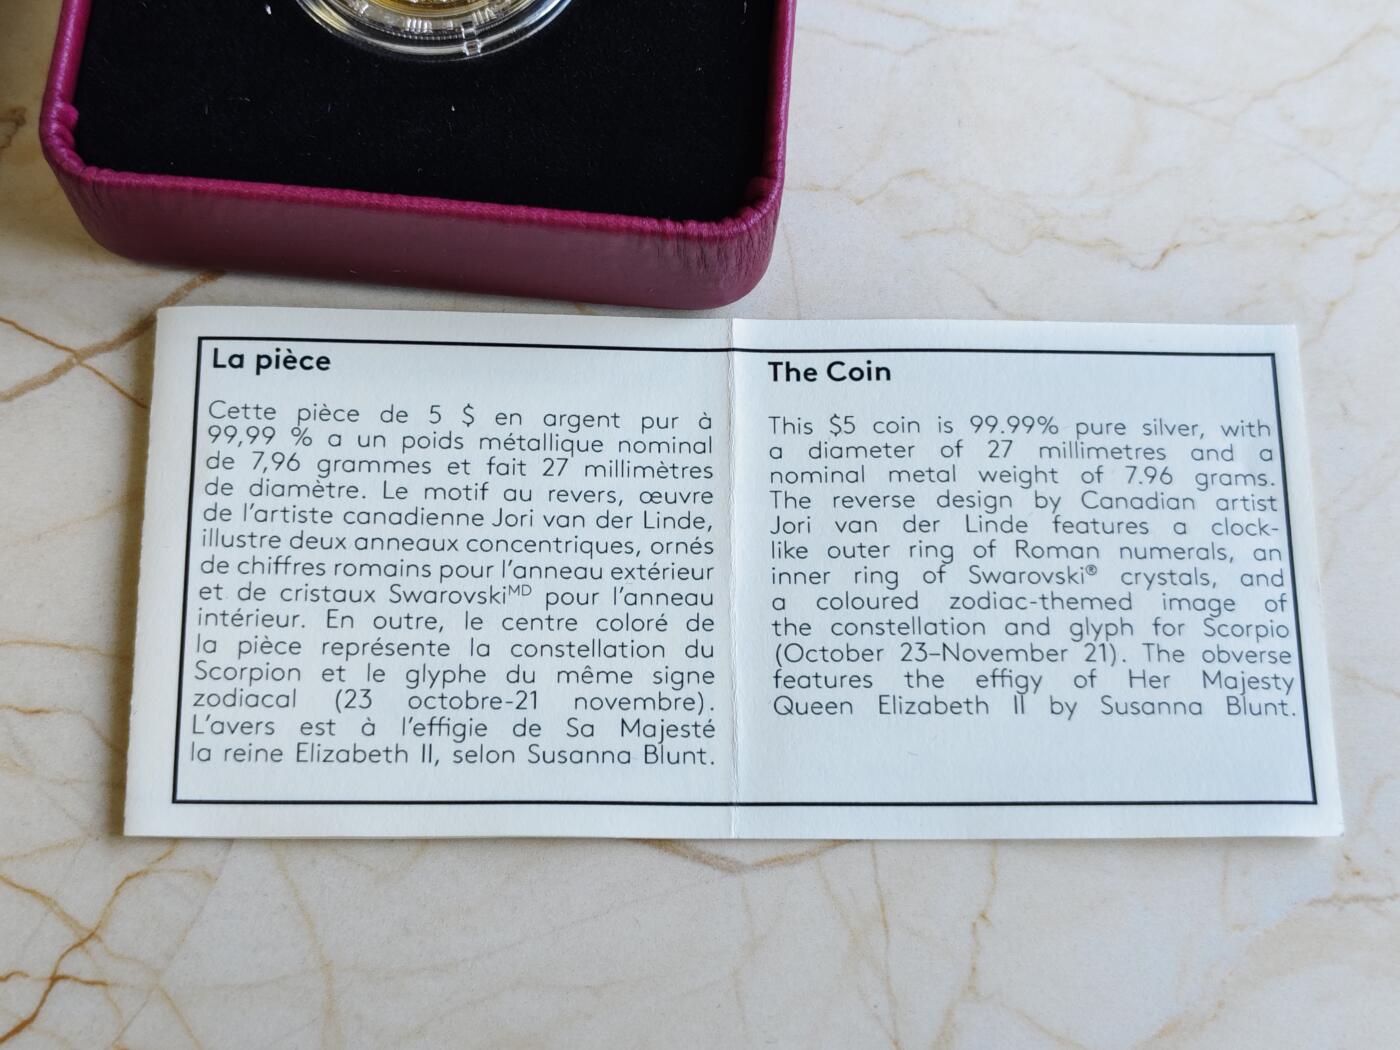 La pièce
Cette pièce de 5 $ en argent pur à
99,99 % a un poids métallique nominal
de 7,96 grammes et fait 27 millimètres
de diamètre. Le motif au revers, œuvre
de l'artiste canadienne Jori van der Linde,
illustre deux anneaux concentriques, ornés
de chiffres romains pour l'anneau extérieur
et de cristaux Swarovskiᴹᴰ pour l'anneau
intérieur. En outre, le centre coloré de
la pièce représente la constellation du
Scorpion et le glyphe du même signe
zodiacal (23 octobre-21 novembre).
L'avers est à l'effigie de Sa Majesté
la reine Elizabeth II, selon Susanna Blunt.
The Coin
This $5 coin is 99.99% pure silver, with
a diameter of 27 millimetres and a
nominal metal weight of 7.96 grams.
The reverse design by Canadian artist
Jori van der Linde features a clock-
like outer ring of Roman numerals, an
inner ring of Swarovski® crystals, and
a coloured zodiac-themed image of
the constellation and glyph for Scorpio
(October 23–November 21). The obverse
features the effigy of Her Majesty
Queen Elizabeth II by Susanna Blunt.